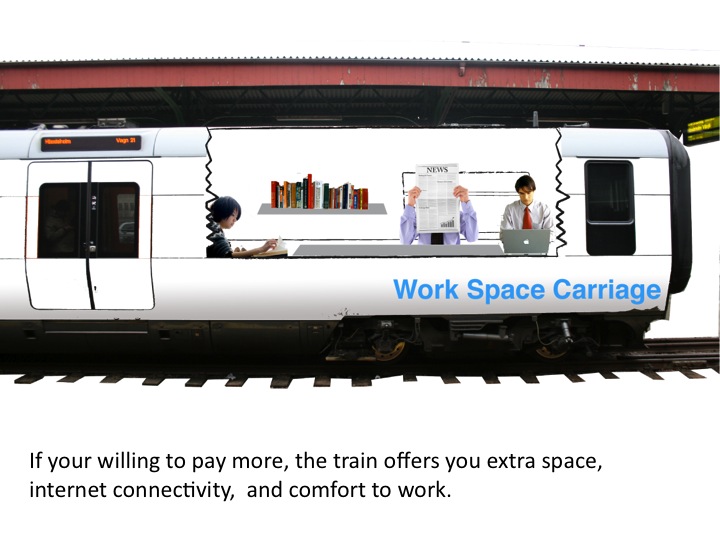 Hässleholm Vagn 31
NEWS
Work Space Carriage
If your willing to pay more, the train offers you extra space,
internet connectivity,  and comfort to work.